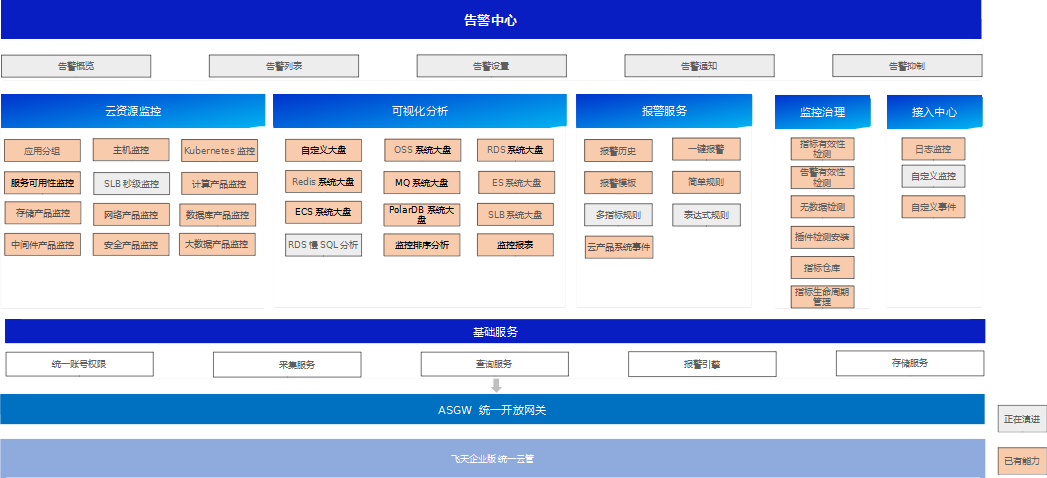 告警中心
告警概览
告警列表
告警设置
告警通知
告警抑制
云资源监控
应用分组
主机监控
Kubernetes 监控
服务可用性监控
SLB 秒级监控
计算产品监控
存储产品监控
网络产品监控
数据库产品监控
中间件产品监控
安全产品监控
大数据产品监控
可视化分析
自定义大盘
OSS 系统大盘
RDS 系统大盘
Redis 系统大盘
MQ 系统大盘
ES 系统大盘
ECS 系统大盘
PolarDB 系统大
盘
SLB 系统大盘
RDS 慢 SQL 分析
监控排序分析
监控报表
报警服务
报警历史
一键报警
报警模板
简单规则
多指标规则
表达式规则
云产品系统事件
监控治理
指标有效性
检测
告警有效性
检测
无数据检测
插件检测安装
指标仓库
指标生命周期
管理
接入中心
日志监控
自定义监控
自定义事件
基础服务
统一账号权限
采集服务
查询服务
报警引擎
存储服务
ASGW 统一开放网关
飞天企业版 统一云管
正在演进
已有能力